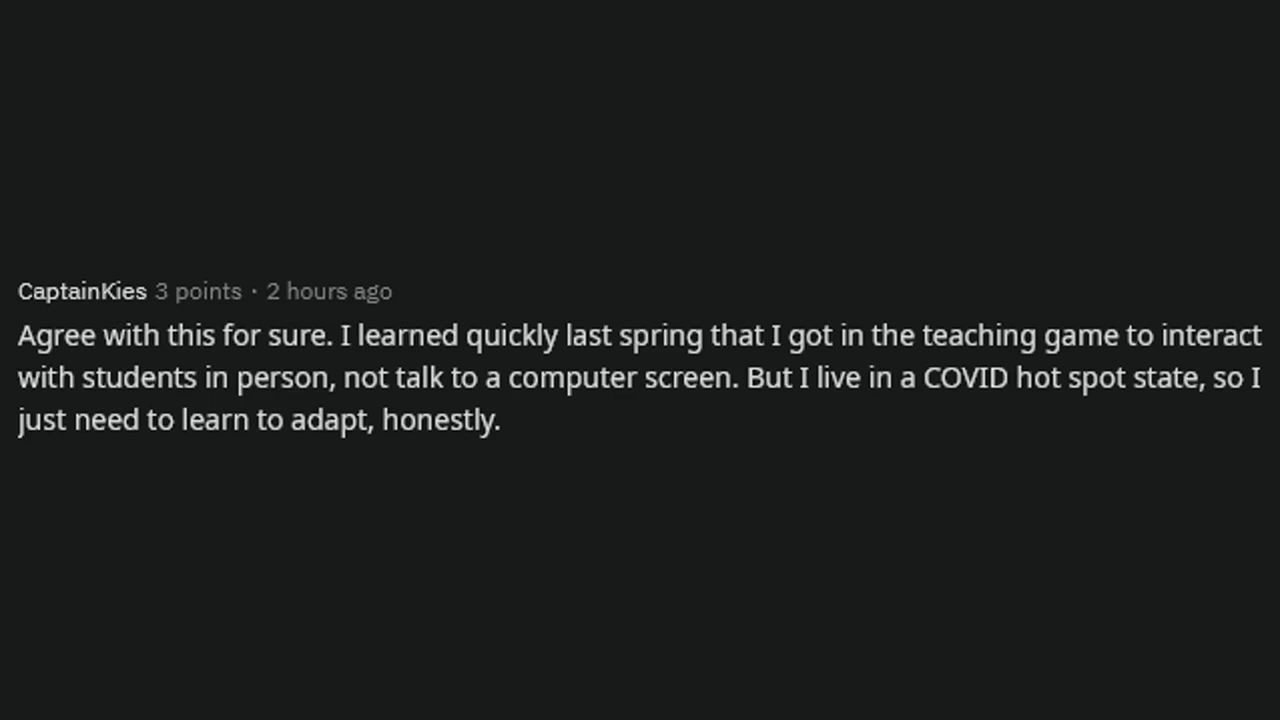 CaptainKies 3 points · 2 hours ago
Agree with this for sure. I learned quickly last spring that I got in the teaching game to interact
with students in person, not talk to a computer screen. But I live in a COVID hot spot state, so I
just need to learn to adapt, honestly.